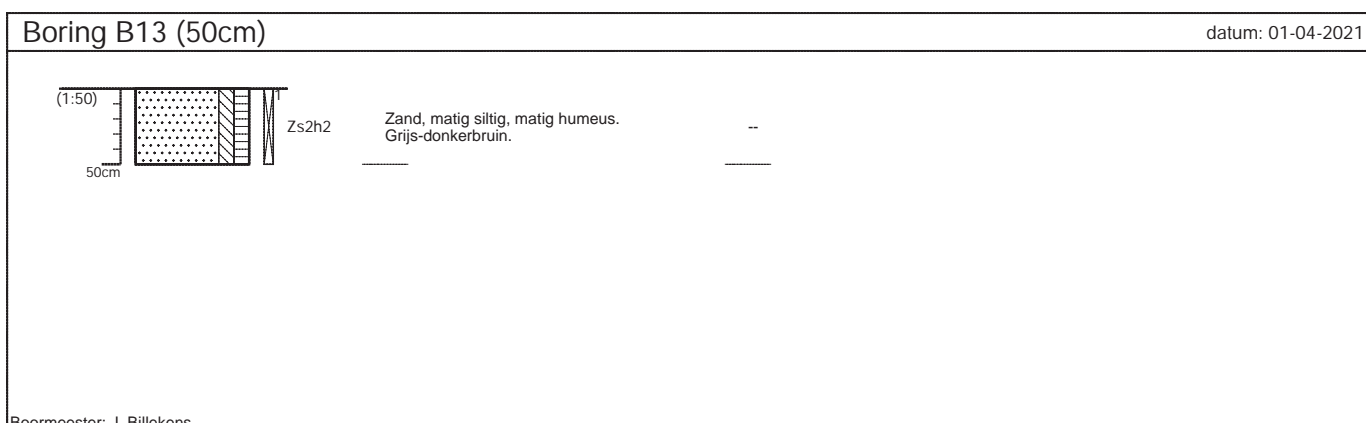 Boring B13 (50cm)
datum: 01-04-2021
(1:50)
1
Zs2h2
Zand, matig siltig, matig humeus.
Grijs-donkerbruin.
--
50cm
Boormeester: J. Billekens